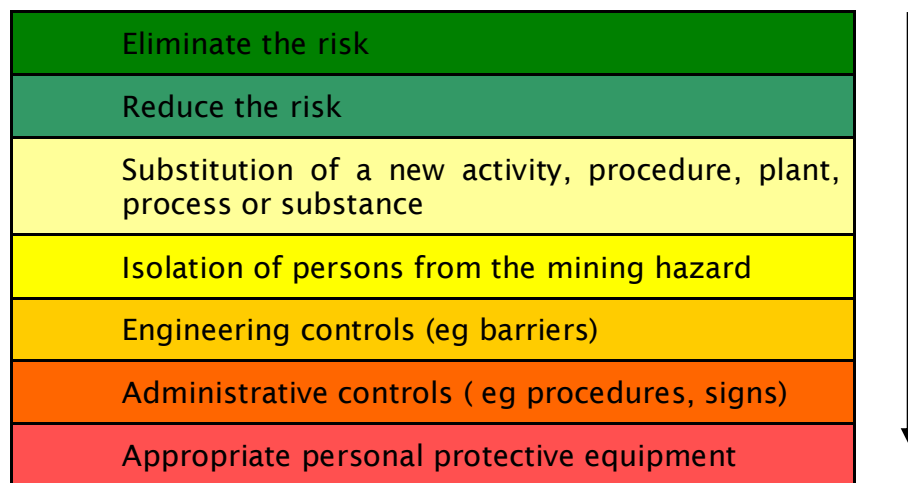 Eliminate the risk
Reduce the risk
Substitution of a new activity, procedure, plant,
process or substance
Isolation of persons from the mining hazard
Engineering controls (eg barriers)
Administrative controls ( eg procedures, signs)
Appropriate personal protective equipment